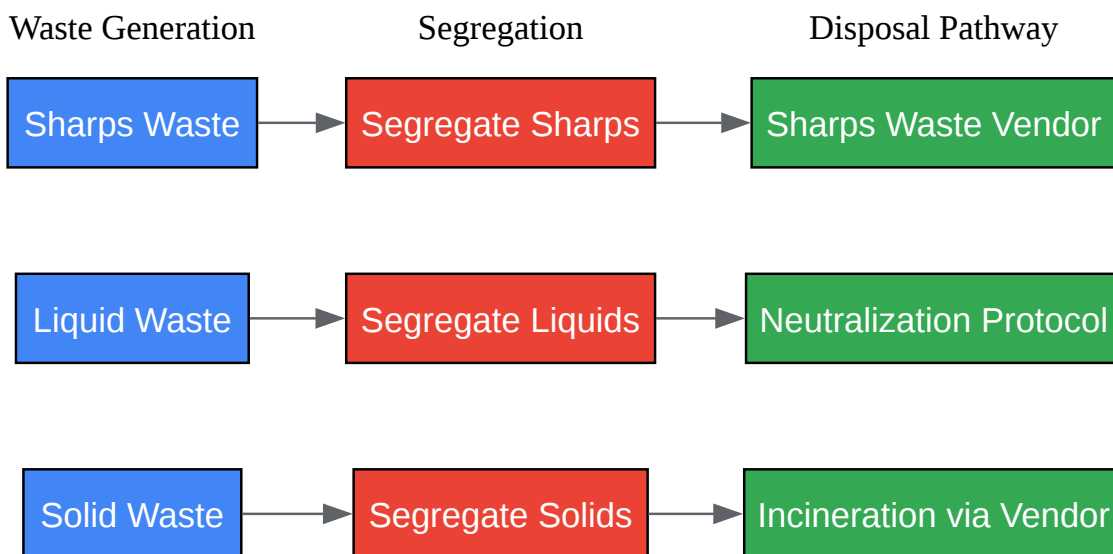 Waste Generation
Segregation
Disposal Pathway
Sharps Waste
Segregate Sharps
Sharps Waste Vendor
Liquid Waste
Segregate Liquids
Neutralization Protocol
Solid Waste
Segregate Solids
Incineration via Vendor